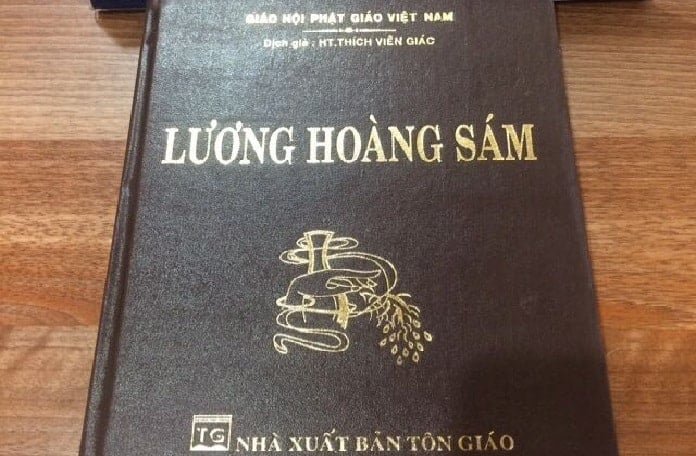 GIÁO HỘI PHẬT GIÁO VIỆT NAM
Dịch giả : HT.THÍCH VIÊN GIÁC
LƯƠNG HOÀNG SÁM
TG NHÀ XUẤT BẢN TÔN GIÁO